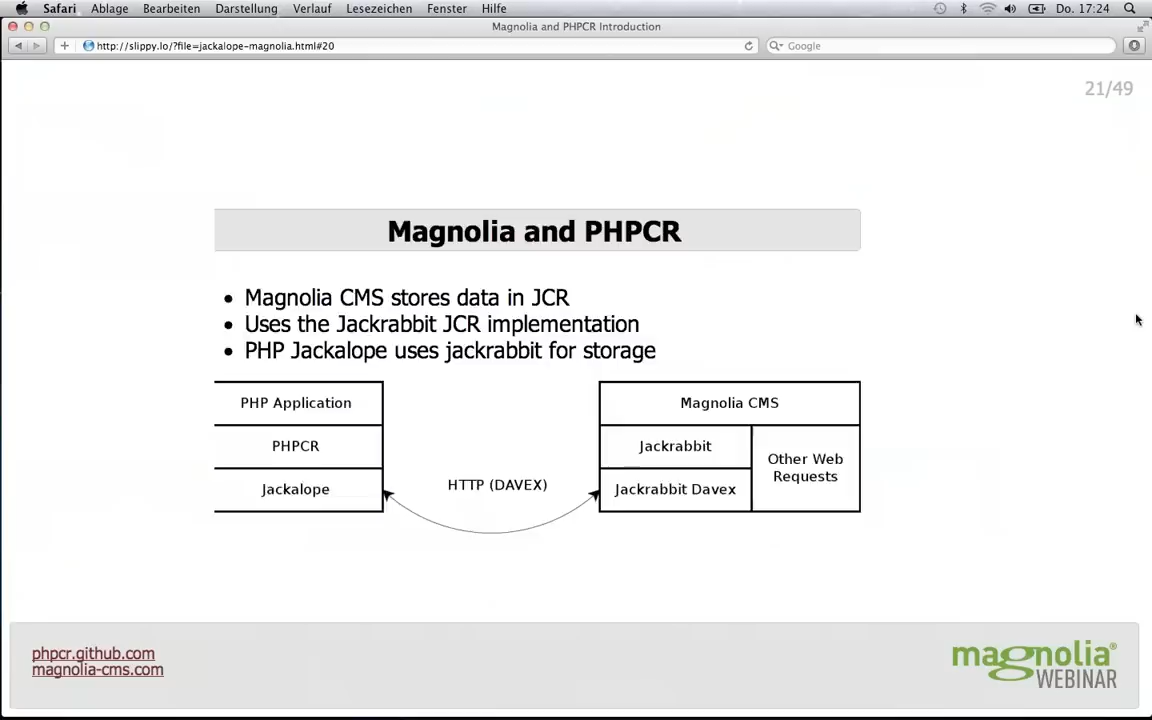 Safari Ablage Bearbeiten Darstellung Verlauf Lesezeichen Fenster Hilfe Do. 17:24
Magnolia and PHPCR Introduction
http://slippy.lo/?file=jackalope-magnolia.html#20 Google
21/49
Magnolia and PHPCR
• Magnolia CMS stores data in JCR
• Uses the Jackrabbit JCR implementation
• PHP Jackalope uses jackrabbit for storage
PHP Application
PHPCR
Jackalope
HTTP (DAVEX)
Magnolia CMS
Jackrabbit
Jackrabbit Davex
Other Web
Requests
phpcr.github.com
magnolia-cms.com
magnolia®
WEBINAR